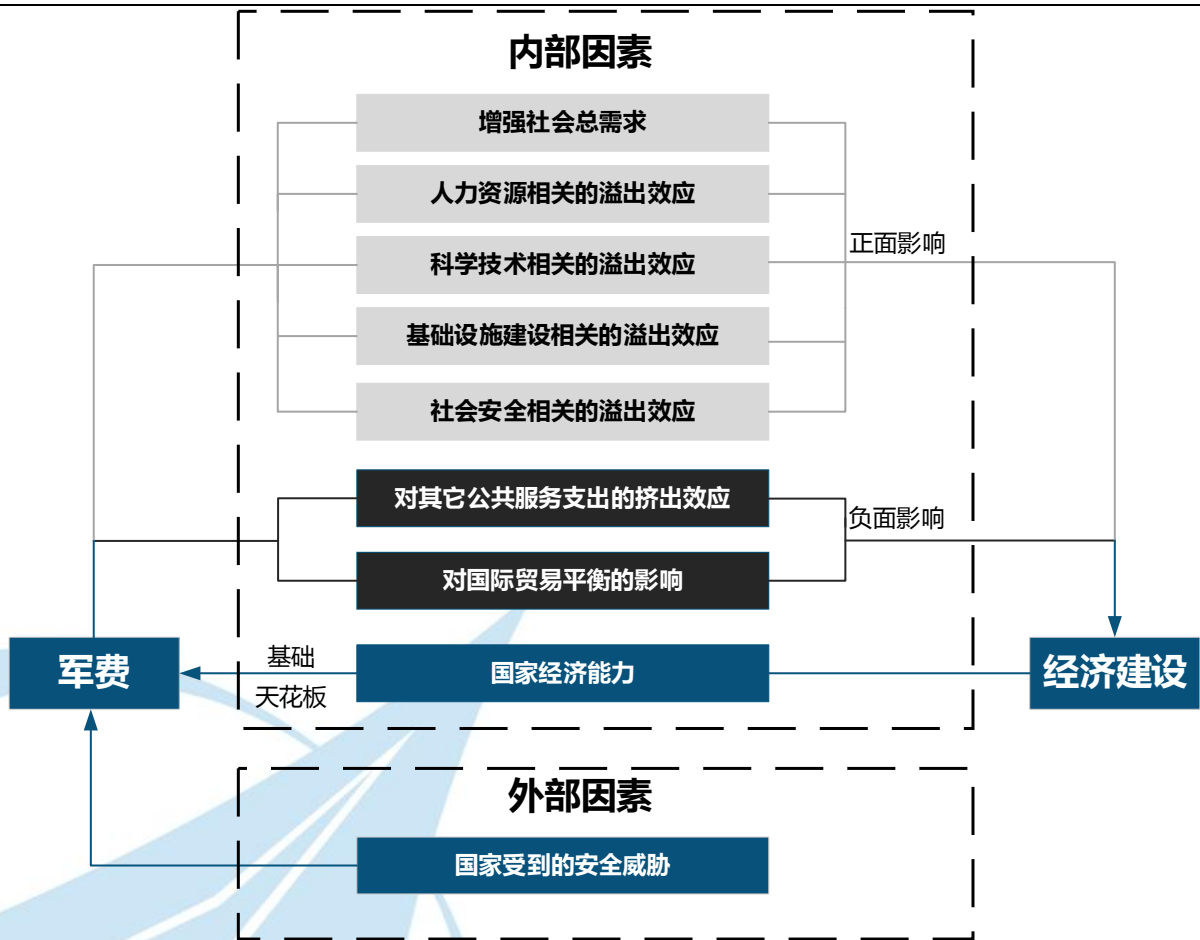 内部因素
增强社会总需求
人力资源相关的溢出效应
正面影响
科学技术相关的溢出效应
基础设施建设相关的溢出效应
社会安全相关的溢出效应
对其它公共服务支出的挤出效应
负面影响
对国际贸易平衡的影响
军费
基础
天花板
国家经济能力
经济建设
外部因素
国家受到的安全威胁